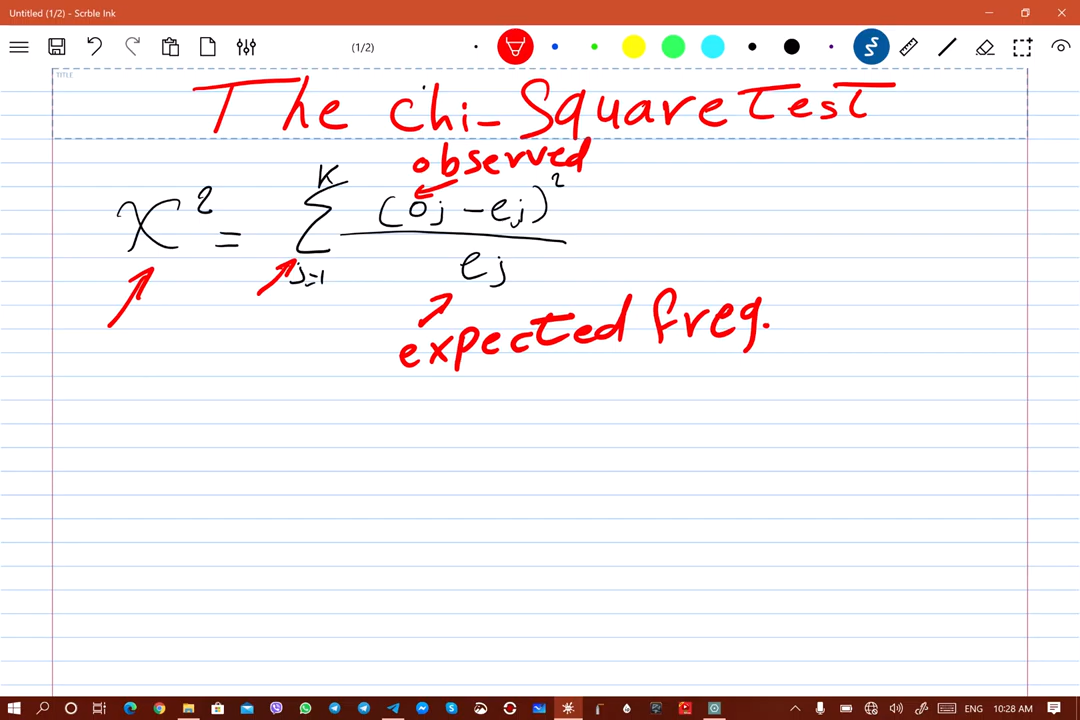 Untitled (1/2) - Scrble Ink
(1/2)
TITLE
The chi-Square Test
observed
χ² = K Σ j=1 (oj - ej)² / ej
expected freq.
ENG 10:28 AM